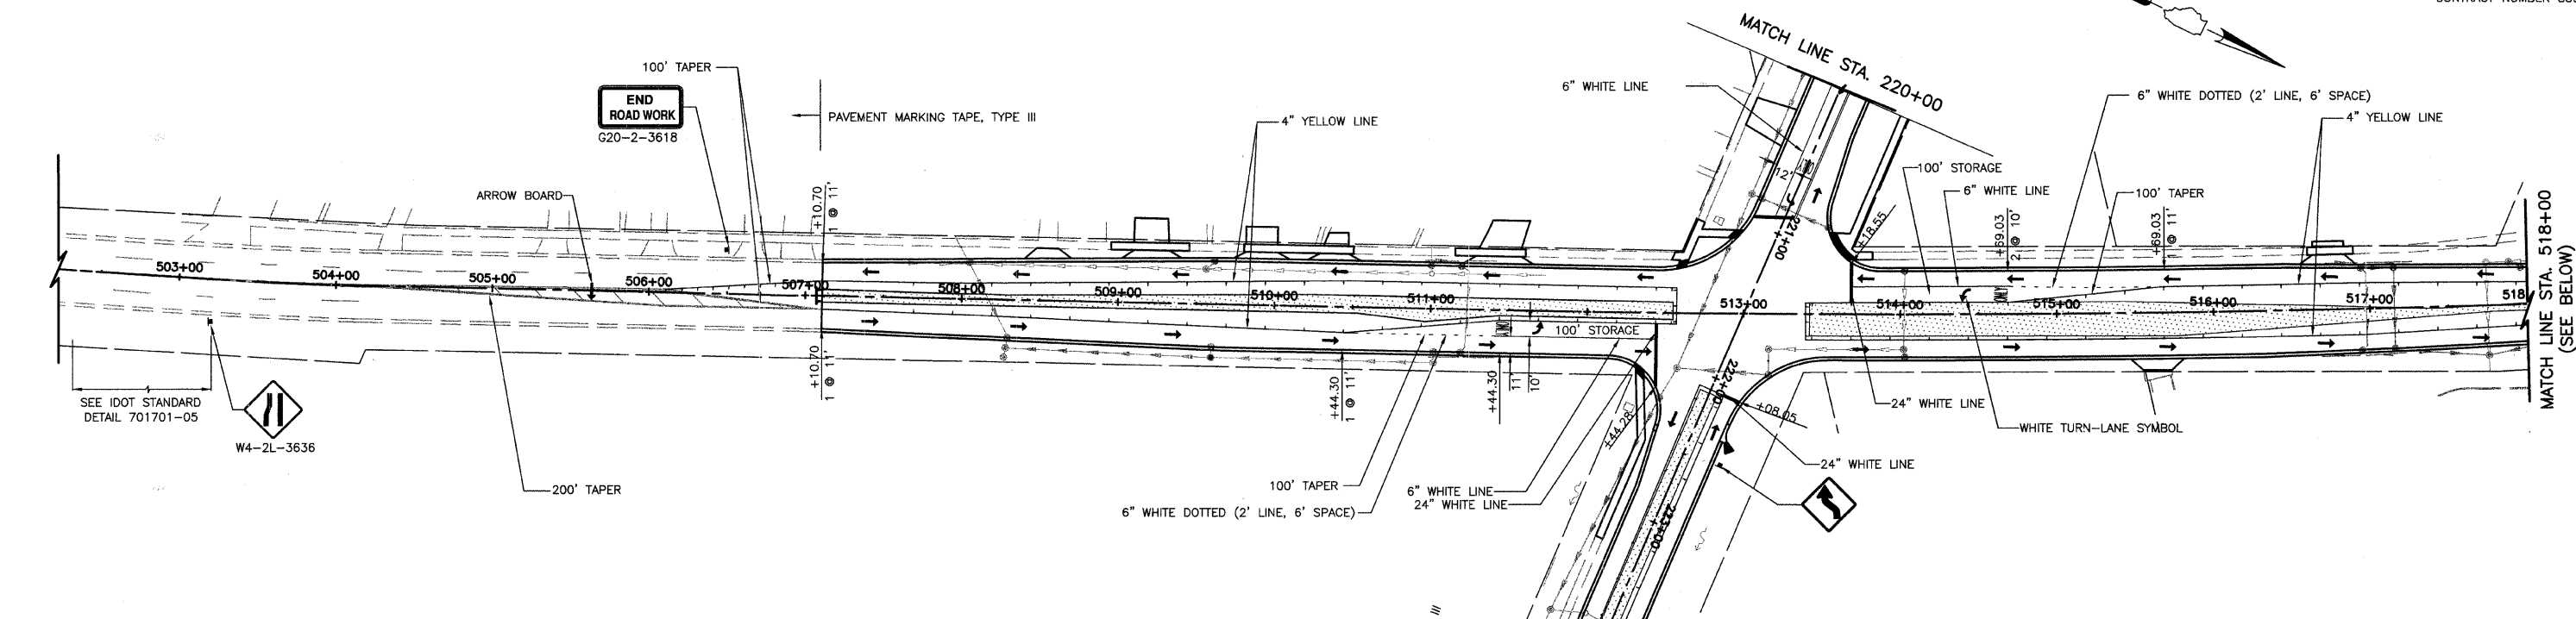 MATCH LINE STA. 220+00
100' TAPER
END
ROAD WORK
G20-2-3618
PAVEMENT MARKING TAPE, TYPE III
4" YELLOW LINE
6" WHITE LINE
6" WHITE DOTTED (2' LINE, 6' SPACE)
4" YELLOW LINE
ARROW BOARD
+10.70
1 @ 11'
12'
ONLY
+18.55
100' STORAGE
6" WHITE LINE
100' TAPER
+69.03
2 @ 10'
+69.03
1 @ 11'
221+00
503+00
504+00
505+00
506+00
507+00
508+00
509+00
510+00
511+00
513+00
514+00
515+00
516+00
517+00
518
ONLY
ONLY
100' STORAGE
MATCH LINE STA. 518+00
(SEE BELOW)
+10.70
1 @ 11'
+44.30
1 @ 11'
+44.30
11'
10'
222+00
+08.05
+44.28
SEE IDOT STANDARD
DETAIL 701701-05
W4-2L-3636
200' TAPER
100' TAPER
6" WHITE DOTTED (2' LINE, 6' SPACE)
6" WHITE LINE
24" WHITE LINE
24" WHITE LINE
WHITE TURN-LANE SYMBOL
24" WHITE LINE
223+00